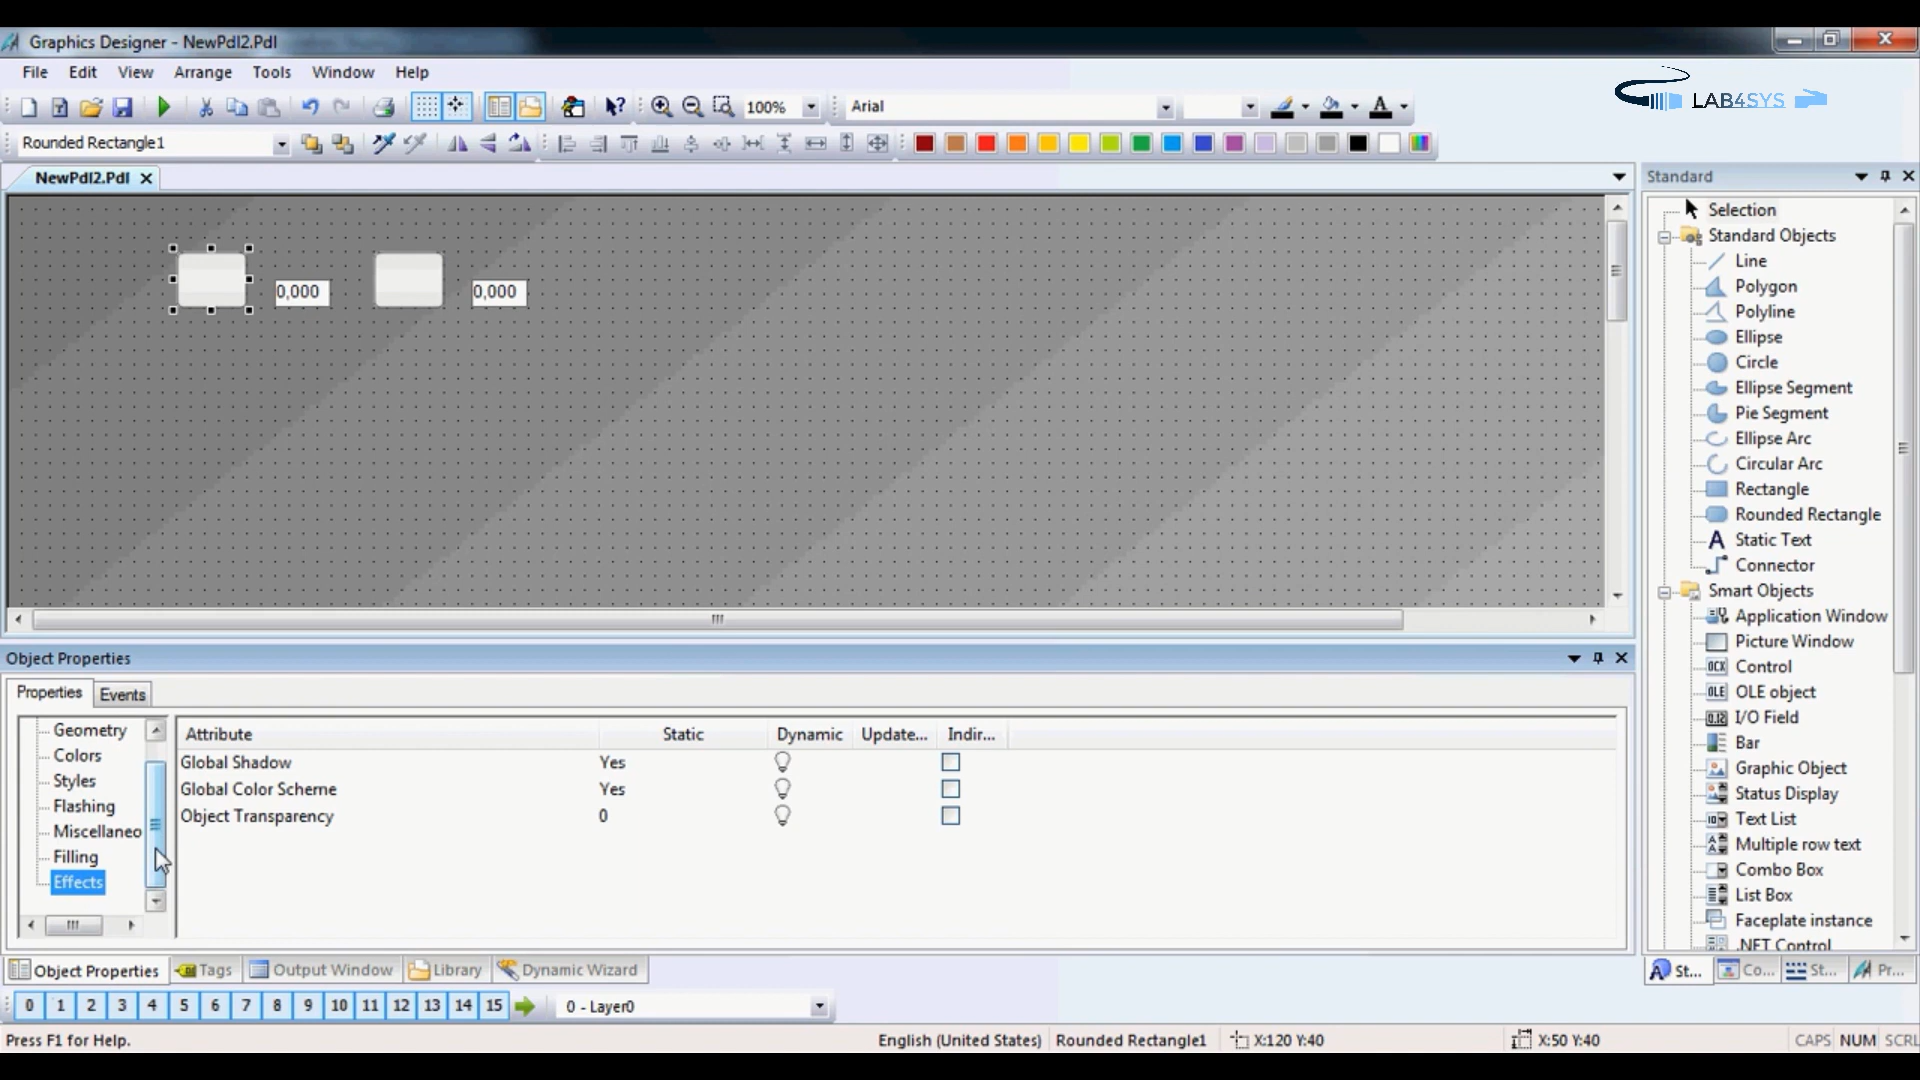 Graphics Designer - NewPdl2.Pdl
File Edit View Arrange Tools Window Help
LAB4SYS
100% Arial
Rounded Rectangle1
NewPdl2.Pdl
Standard
Selection
Standard Objects
Line
Polygon
Polyline
Ellipse
Circle
Ellipse Segment
Pie Segment
Ellipse Arc
Circular Arc
Rectangle
Rounded Rectangle
Static Text
Connector
Smart Objects
Application Window
Picture Window
Control
OLE object
I/O Field
Bar
Graphic Object
Status Display
Text List
Multiple row text
Combo Box
List Box
Faceplate instance
.NET Control
St... Co... St... Pr...
0,000 0,000
Object Properties
Properties Events
Geometry
Colors
Styles
Flashing
Miscellaneo
Filling
Effects
Attribute Static Dynamic Update... Indir...
Global Shadow Yes
Global Color Scheme Yes
Object Transparency 0
Object Properties Tags Output Window Library Dynamic Wizard
0 1 2 3 4 5 6 7 8 9 10 11 12 13 14 15 0 - Layer0
Press F1 for Help. English (United States) Rounded Rectangle1 X:120 Y:40 X:50 Y:40 CAPS NUM SCRL